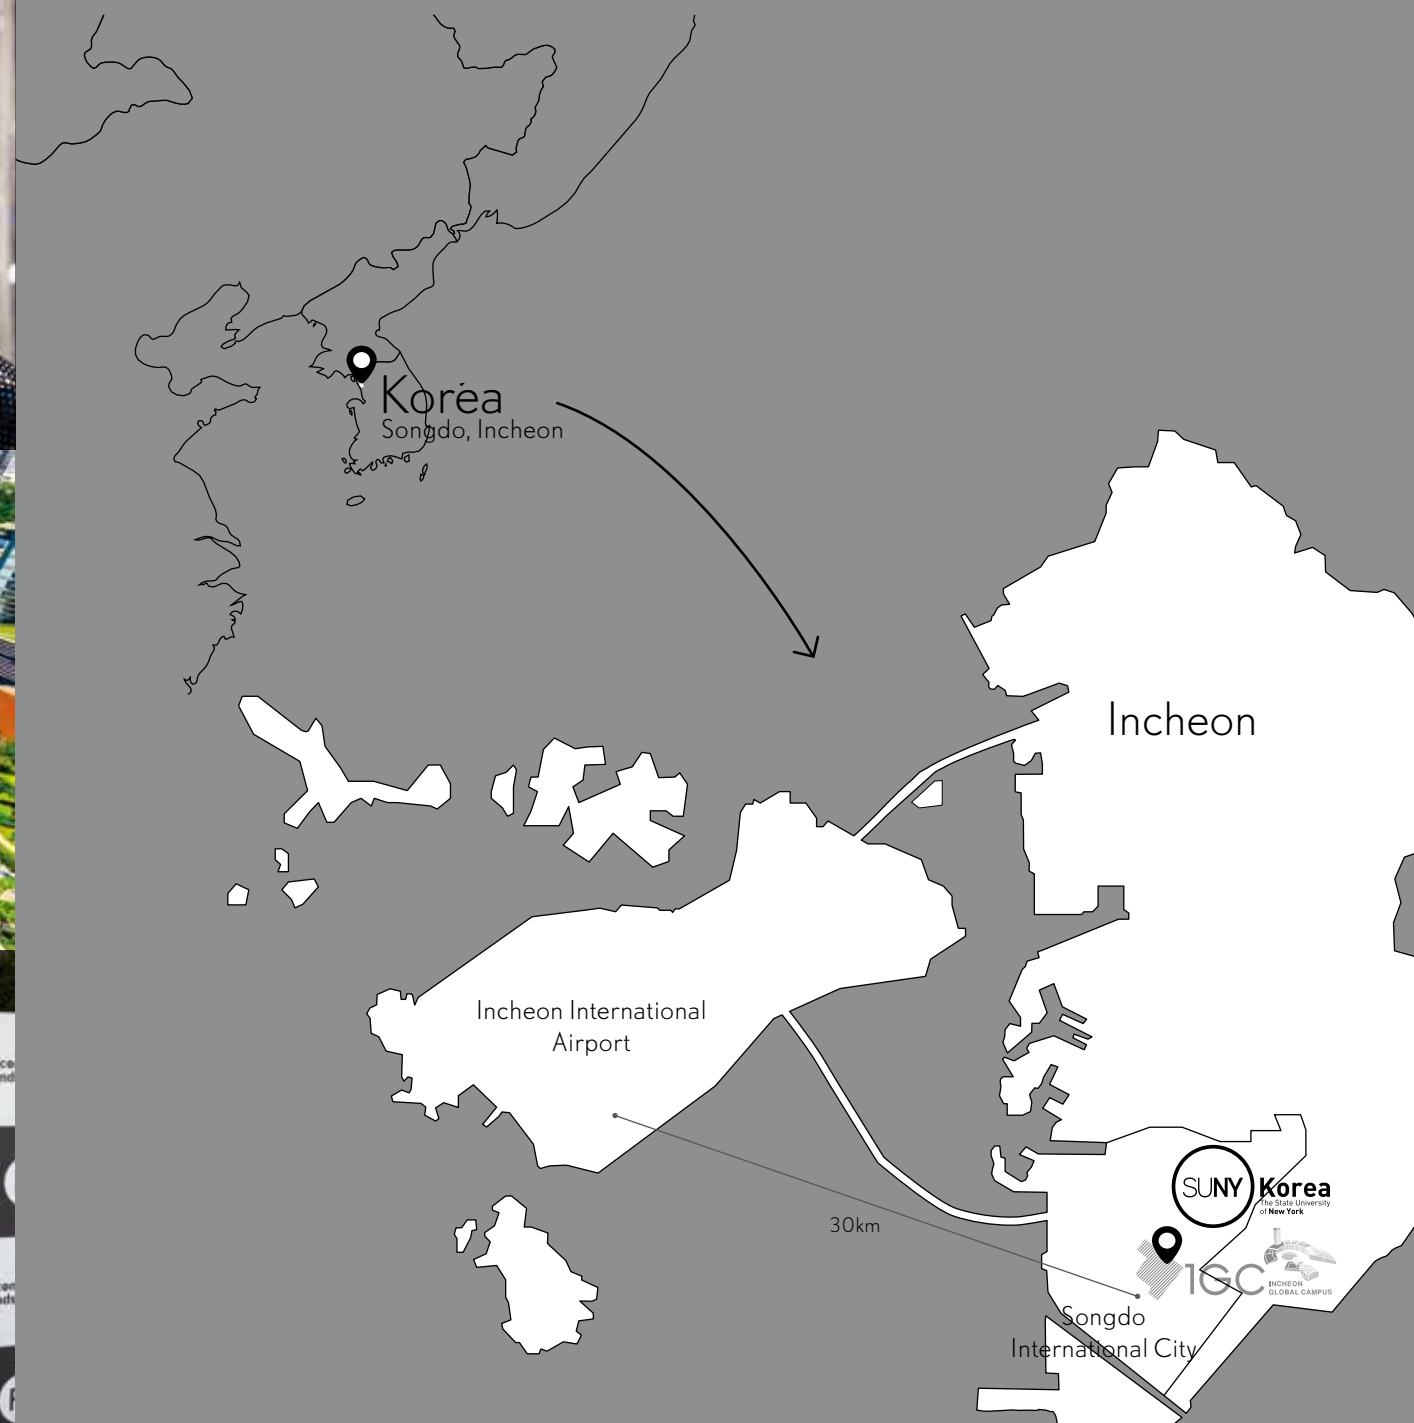 Korea
Songdo, Incheon
Incheon
Incheon International
Airport
30km
SUNY Korea
The State University
of New York
IGC INCHEON
GLOBAL CAMPUS
Songdo
International City